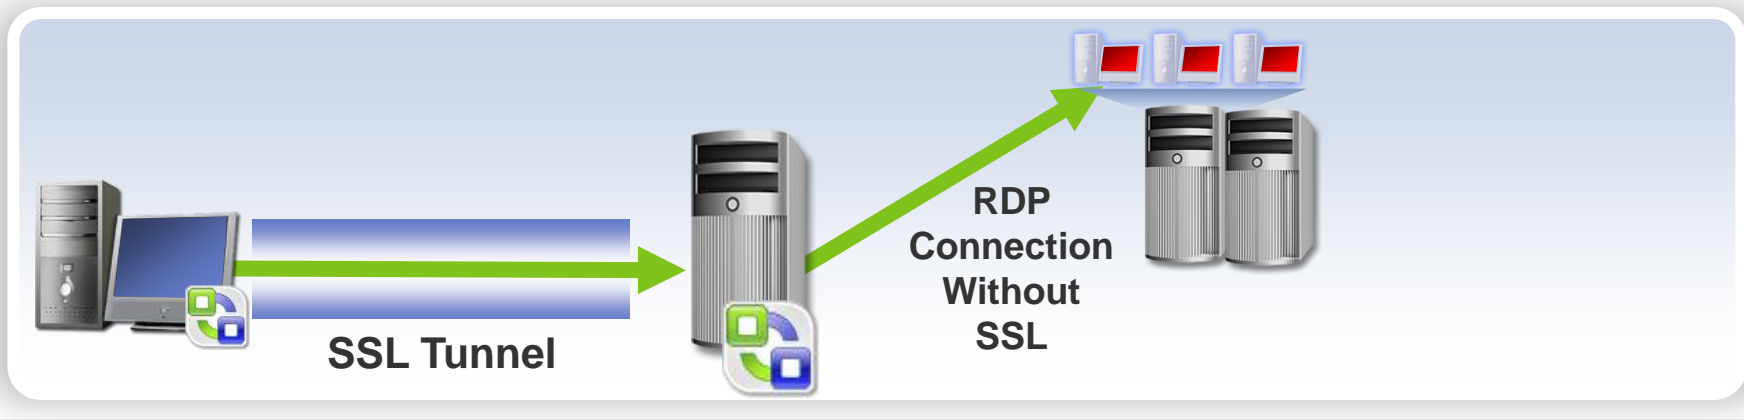 SSL Tunnel
RDP
Connection
Without
SSL